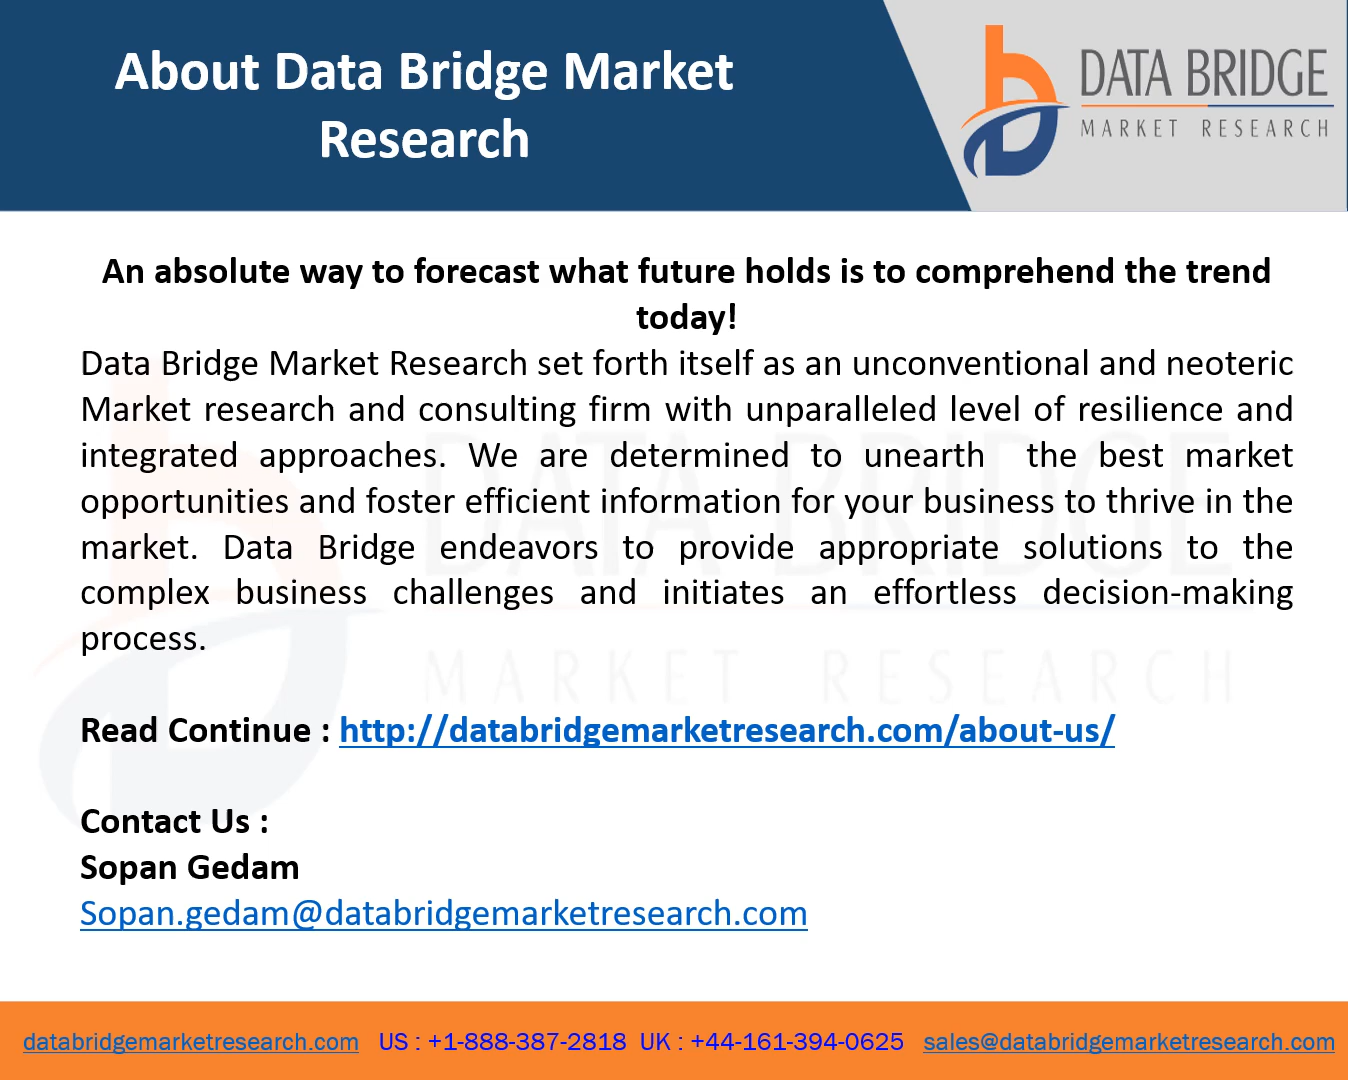 About Data Bridge Market
Research
DATA BRIDGE
MARKET RESEARCH
An absolute way to forecast what future holds is to comprehend the trend
today!
Data Bridge Market Research set forth itself as an unconventional and neoteric
Market research and consulting firm with unparalleled level of resilience and
integrated approaches. We are determined to unearth  the best market
opportunities and foster efficient information for your business to thrive in the
market. Data Bridge endeavors to provide appropriate solutions to the
complex business challenges and initiates an effortless decision-making
process.
DATA BRIDGE
MARKET RESEARCH
Read Continue : http://databridgemarketresearch.com/about-us/
Contact Us :
Sopan Gedam
Sopan.gedam@databridgemarketresearch.com
databridgemarketresearch.com US : +1-888-387-2818 UK : +44-161-394-0625 sales@databridgemarketresearch.com